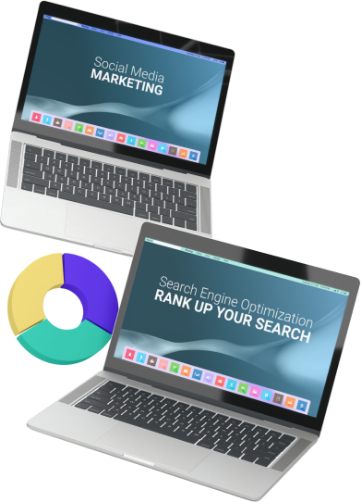 Social Media
MARKETING
Search Engine Optimization
RANK UP YOUR SEARCH